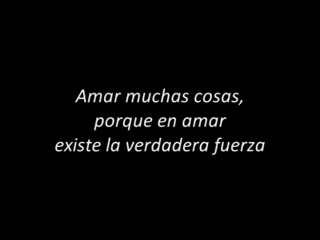 Amar muchas cosas,
porque en amar
existe la verdadera fuerza